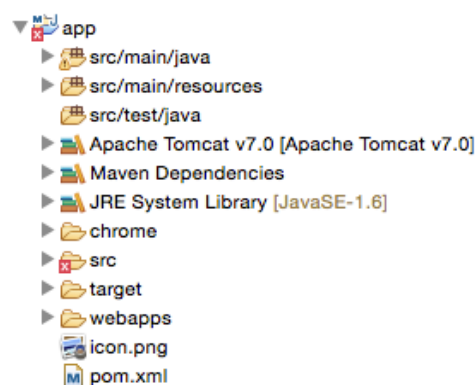 app
src/main/java
src/main/resources
src/test/java
Apache Tomcat v7.0 [Apache Tomcat v7.0]
Maven Dependencies
JRE System Library [JavaSE-1.6]
chrome
src
target
webapps
icon.png
pom.xml